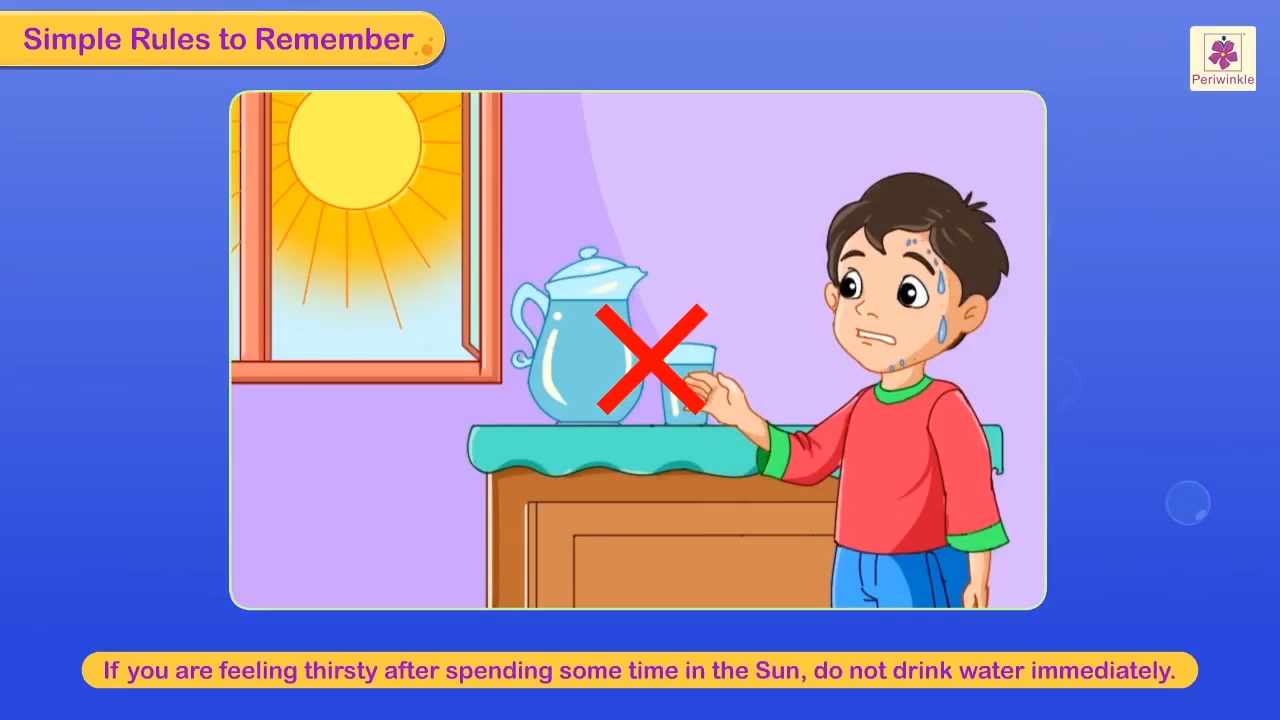 Simple Rules to Remember
Periwinkle
If you are feeling thirsty after spending some time in the Sun, do not drink water immediately.